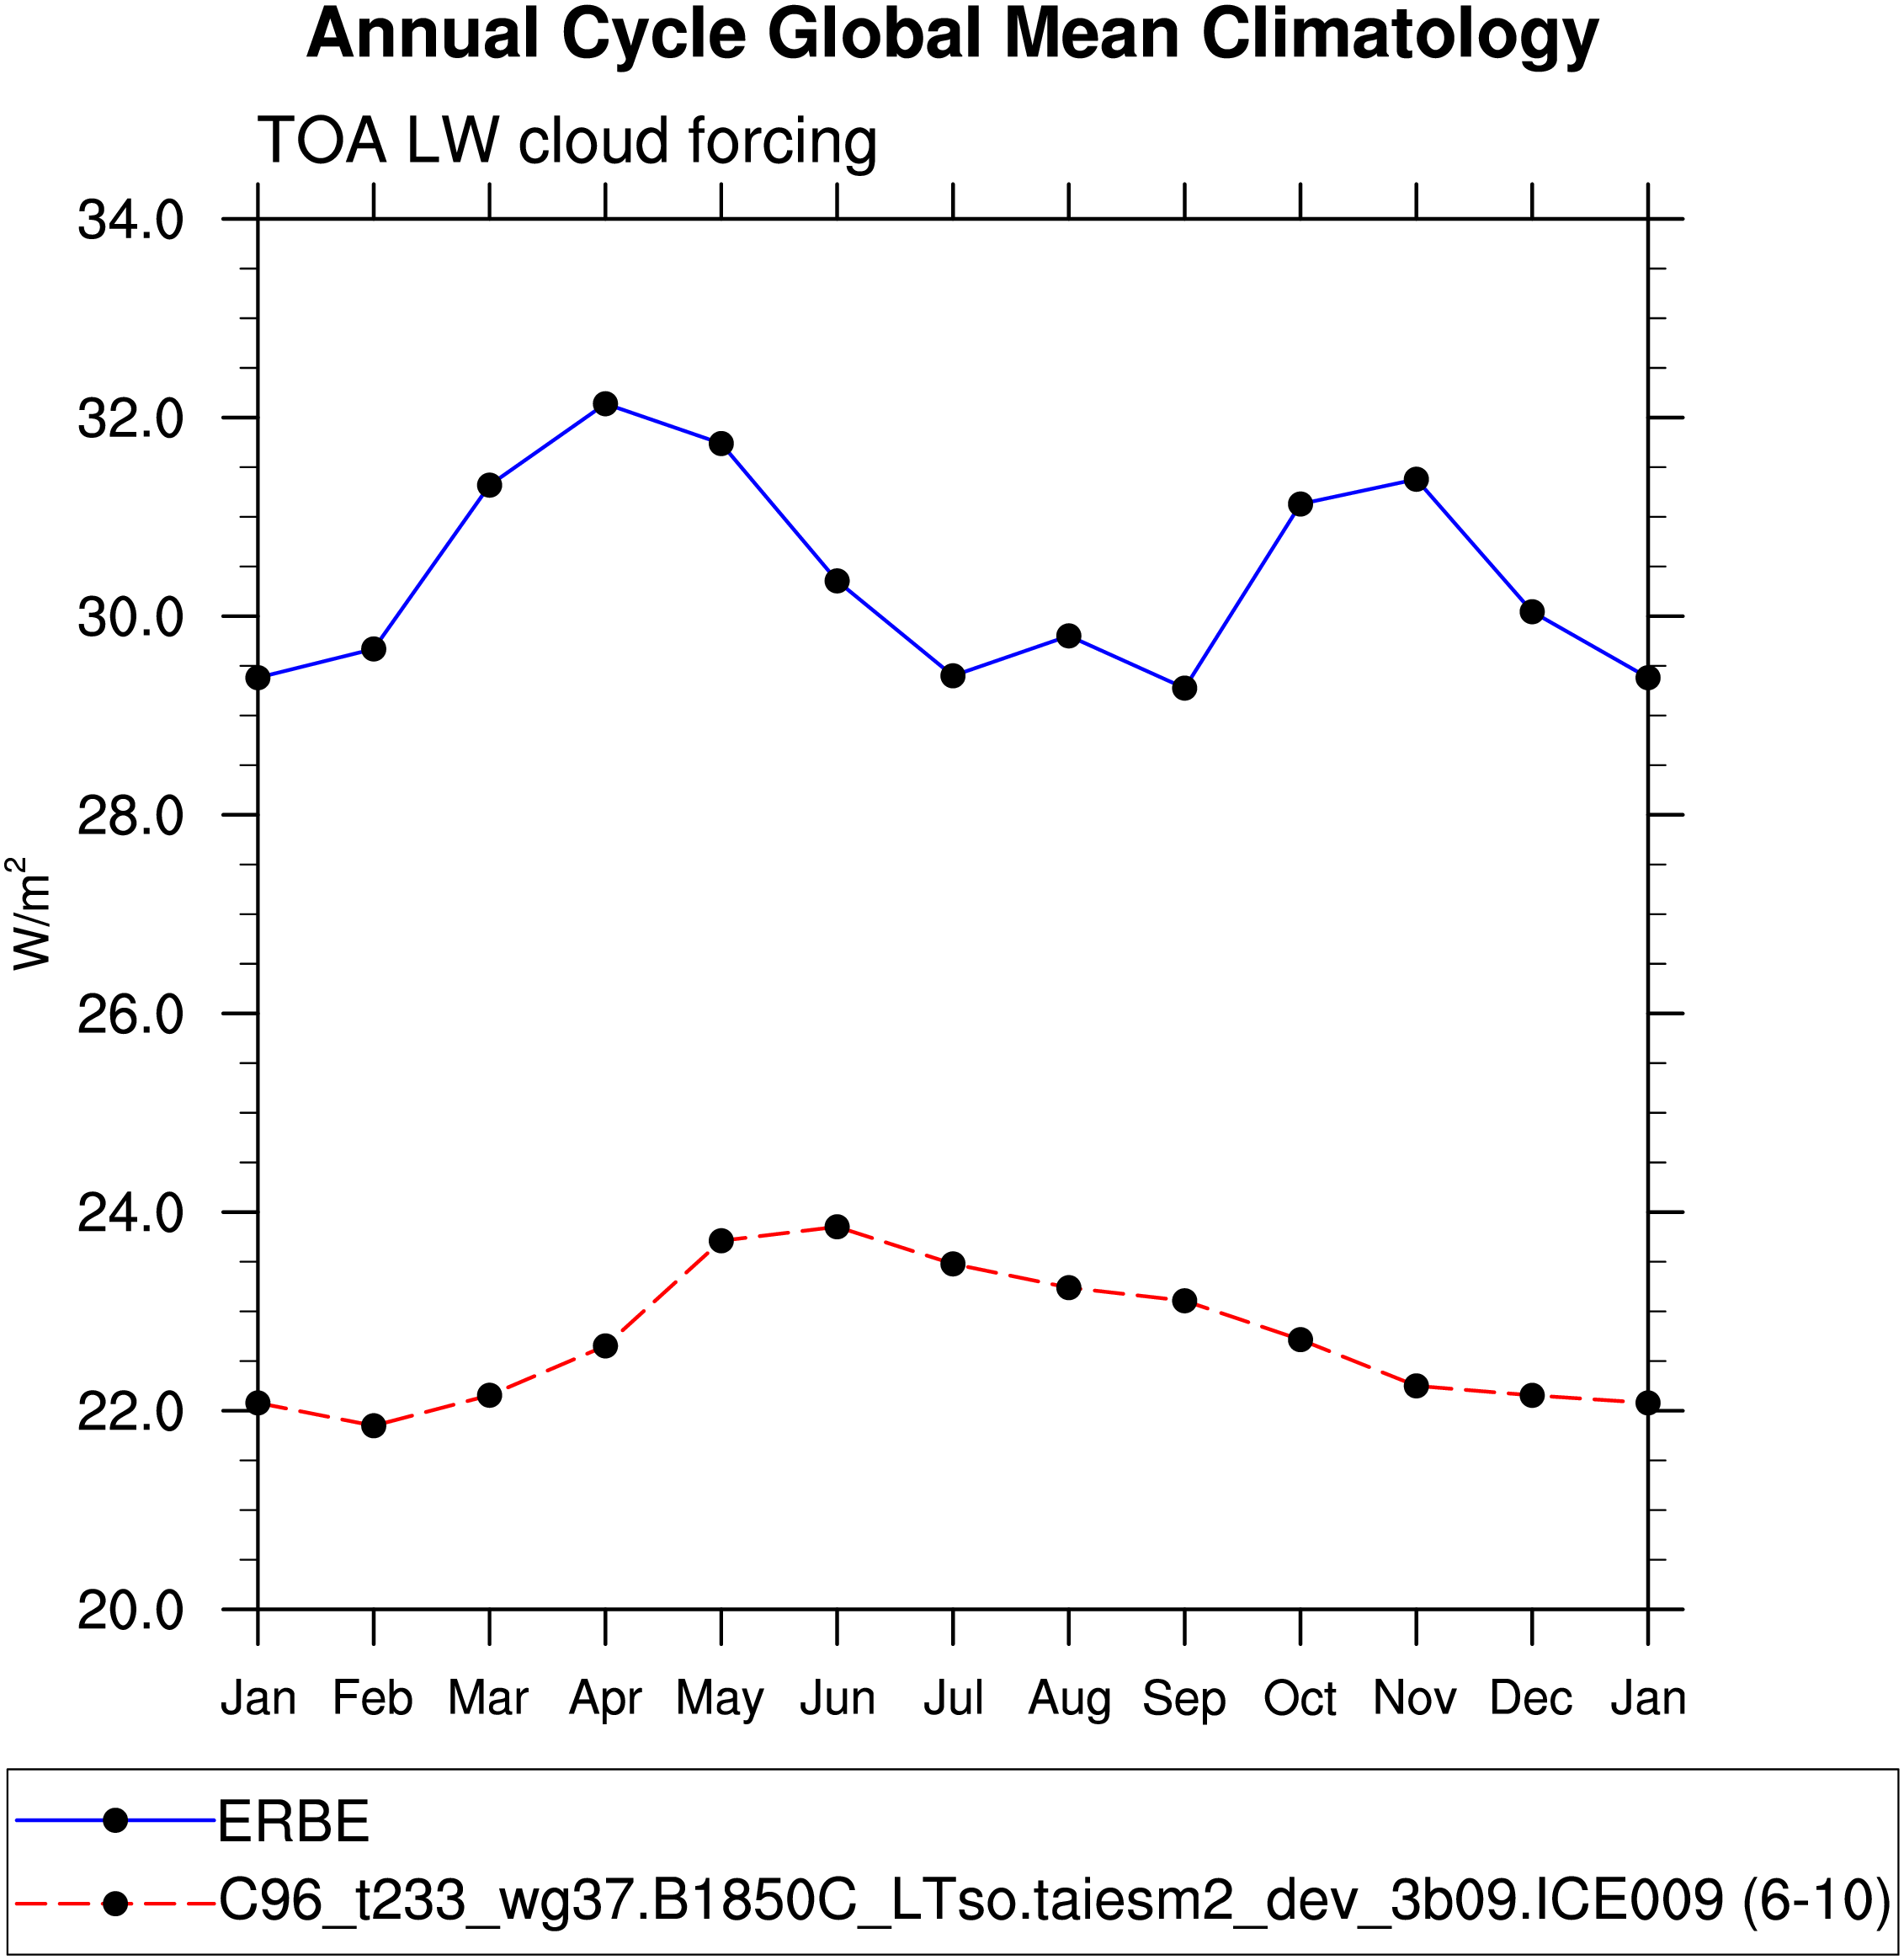 Annual Cycle Global Mean Climatology
TOA LW cloud forcing
34.0
32.0
30.0
28.0
26.0
24.0
22.0
20.0
W/m²
Jan Feb Mar Apr May Jun Jul Aug Sep Oct Nov Dec Jan
ERBE
C96_t233_wg37.B1850C_LTso.taiesm2_dev_3b09.ICE009 (6-10)